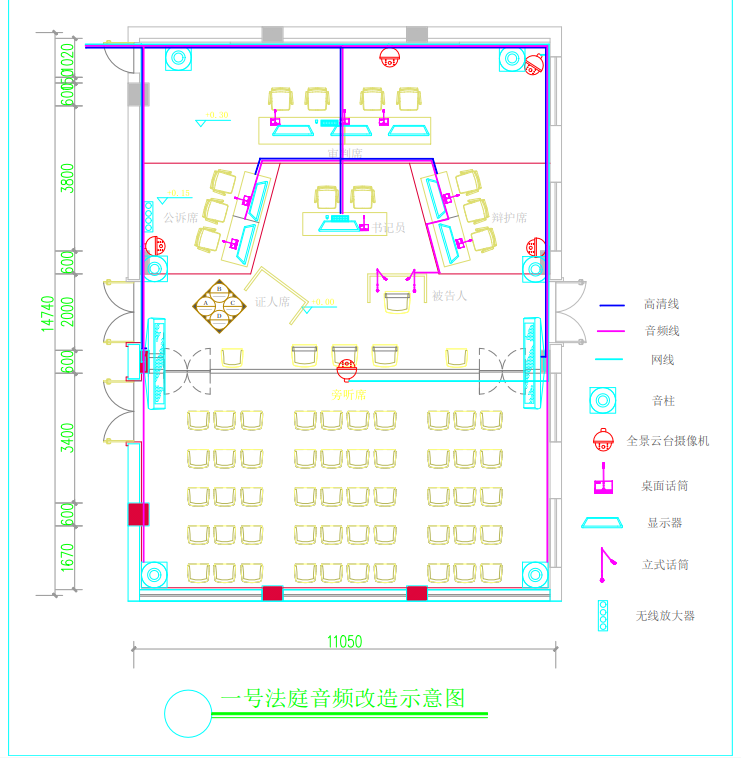 1020
600
3800
600
2000
600
3400
600
1670
14740
11050
审判席
公诉席
书记员
辩护席
证人席
被告人
旁听席
B
A
C
D
高清线
音频线
网线
音柱
全景云台摄像机
桌面话筒
显示器
立式话筒
无线放大器
一号法庭音频改造示意图